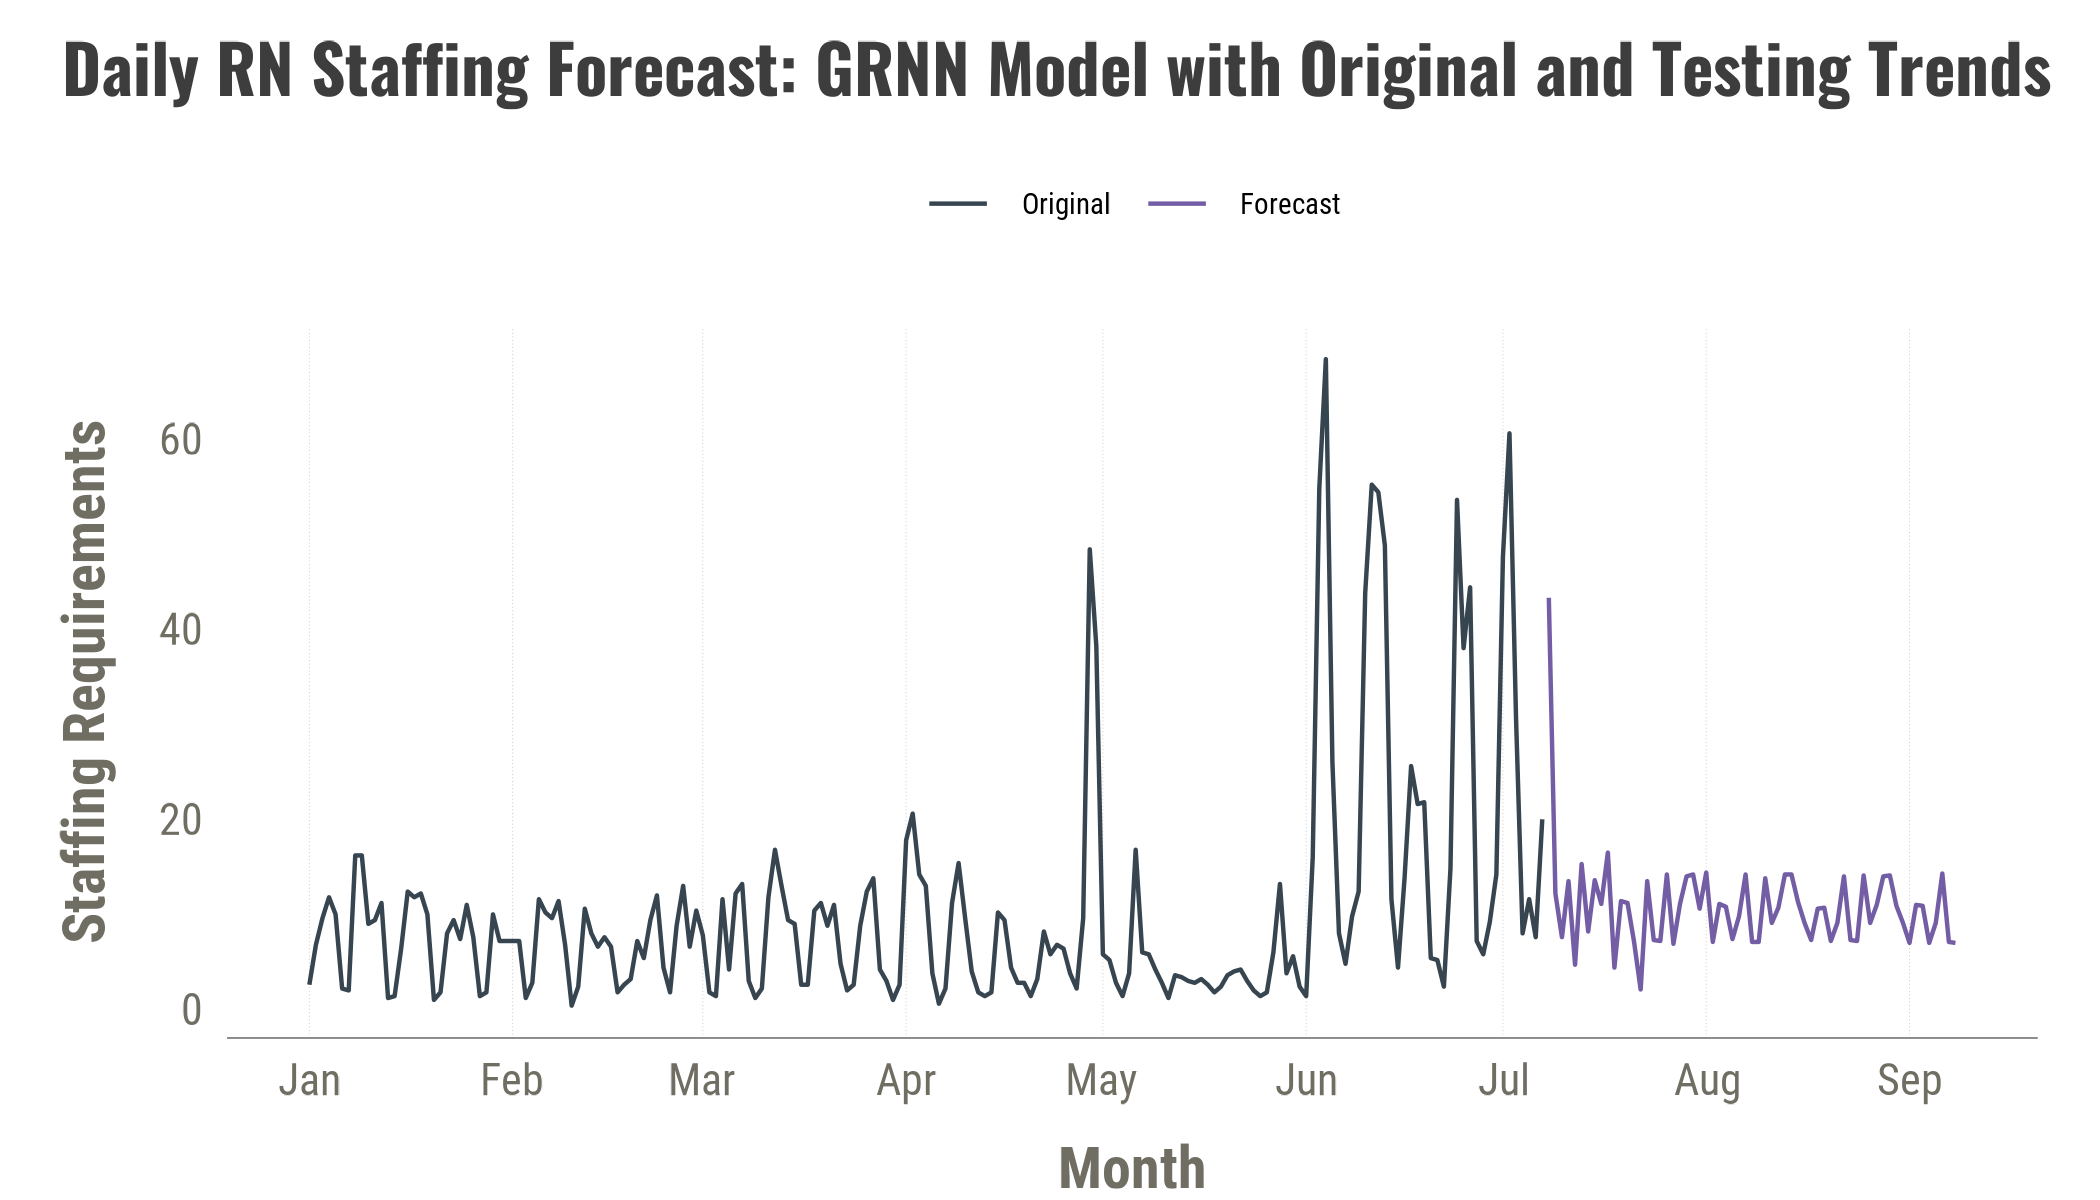 Daily RN Staffing Forecast: GRNN Model with Original and Testing Trends
Original Forecast
Staffing Requirements
60
40
20
0
Jan Feb Mar Apr May Jun Jul Aug Sep
Month